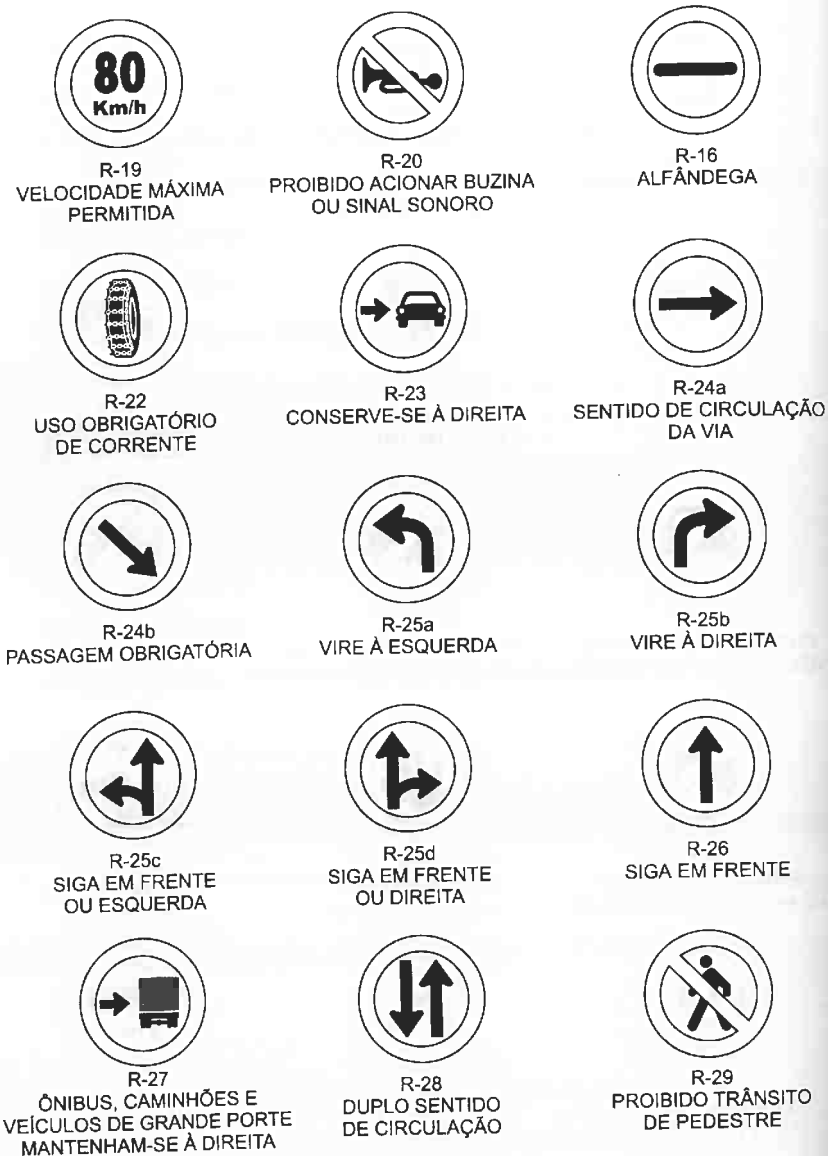 80
Km/h
R-19
VELOCIDADE MÁXIMA
PERMITIDA
R-20
PROIBIDO ACIONAR BUZINA
OU SINAL SONORO
R-16
ALFÂNDEGA
R-22
USO OBRIGATÓRIO
DE CORRENTE
R-23
CONSERVE-SE À DIREITA
R-24a
SENTIDO DE CIRCULAÇÃO
DA VIA
R-24b
PASSAGEM OBRIGATÓRIA
R-25a
VIRE À ESQUERDA
R-25b
VIRE À DIREITA
R-25c
SIGA EM FRENTE
OU ESQUERDA
R-25d
SIGA EM FRENTE
OU DIREITA
R-26
SIGA EM FRENTE
R-27
ÔNIBUS, CAMINHÕES E
VEÍCULOS DE GRANDE PORTE
MANTENHAM-SE À DIREITA
R-28
DUPLO SENTIDO
DE CIRCULAÇÃO
R-29
PROIBIDO TRÂNSITO
DE PEDESTRE